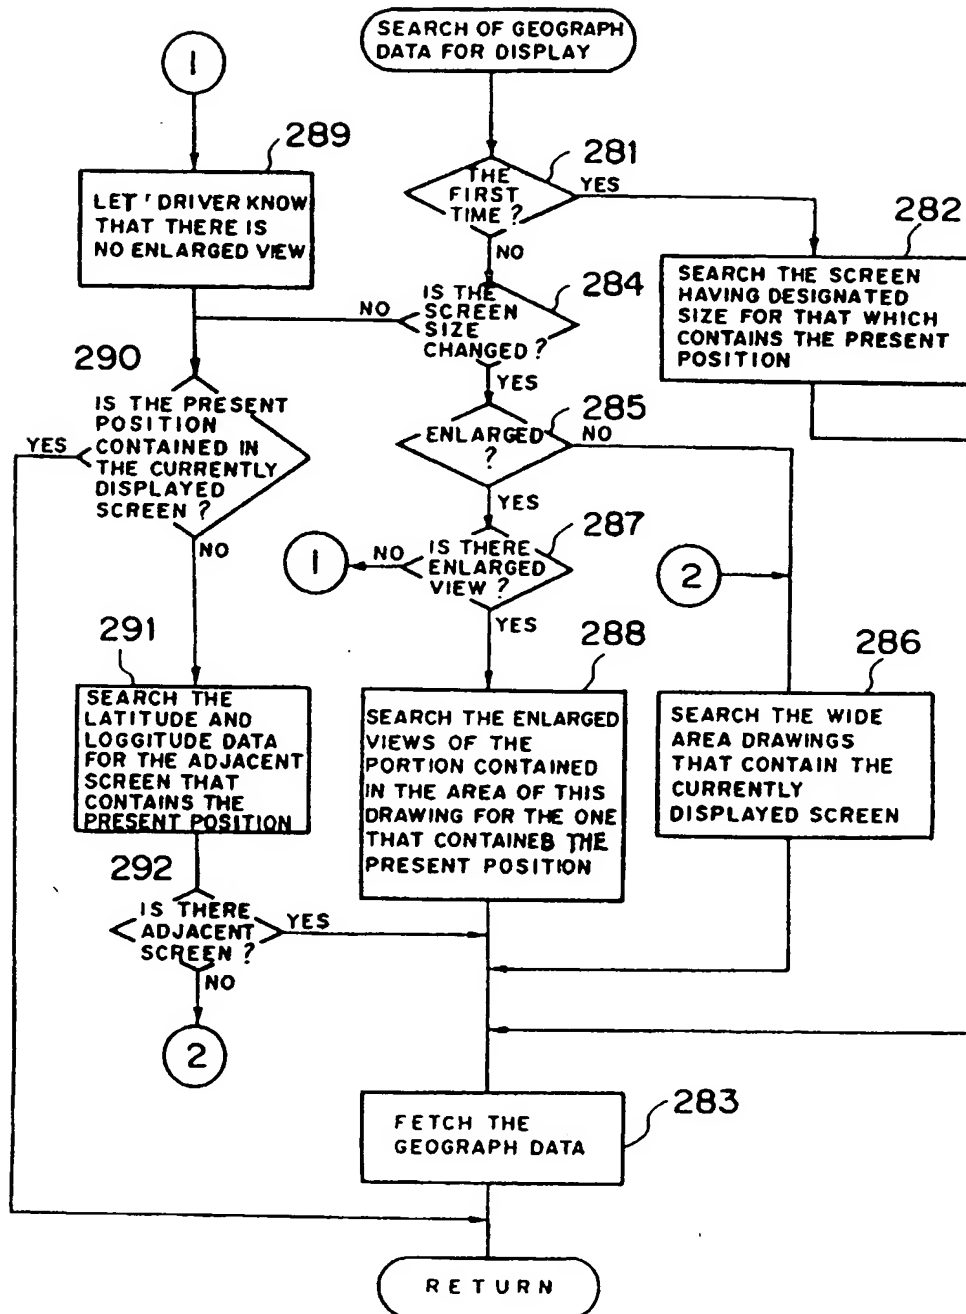 SEARCH OF GEOGRAPH
DATA FOR DISPLAY
1
289
LET' DRIVER KNOW
THAT THERE IS
NO ENLARGED VIEW
281
THE
FIRST
TIME ?
YES
NO
282
SEARCH THE SCREEN
HAVING DESIGNATED
SIZE FOR THAT WHICH
CONTAINS THE PRESENT
POSITION
284
IS THE
SCREEN
SIZE
CHANGED ?
NO
YES
290
IS THE PRESENT
POSITION
CONTAINED IN
THE CURRENTLY
DISPLAYED
SCREEN ?
YES
NO
285
ENLARGED
?
NO
YES
287
IS THERE
ENLARGED
VIEW ?
NO
1
YES
2
291
SEARCH THE
LATITUDE AND
LOGGITUDE DATA
FOR THE ADJACENT
SCREEN THAT
CONTAINS THE
PRESENT POSITION
288
SEARCH THE ENLARGED
VIEWS OF THE
PORTION CONTAINED
IN THE AREA OF THIS
DRAWING FOR THE ONE
THAT CONTAINES THE
PRESENT POSITION
286
SEARCH THE WIDE
AREA DRAWINGS
THAT CONTAIN THE
CURRENTLY
DISPLAYED SCREEN
292
IS THERE
ADJACENT
SCREEN ?
YES
NO
2
283
FETCH THE
GEOGRAPH DATA
RETURN